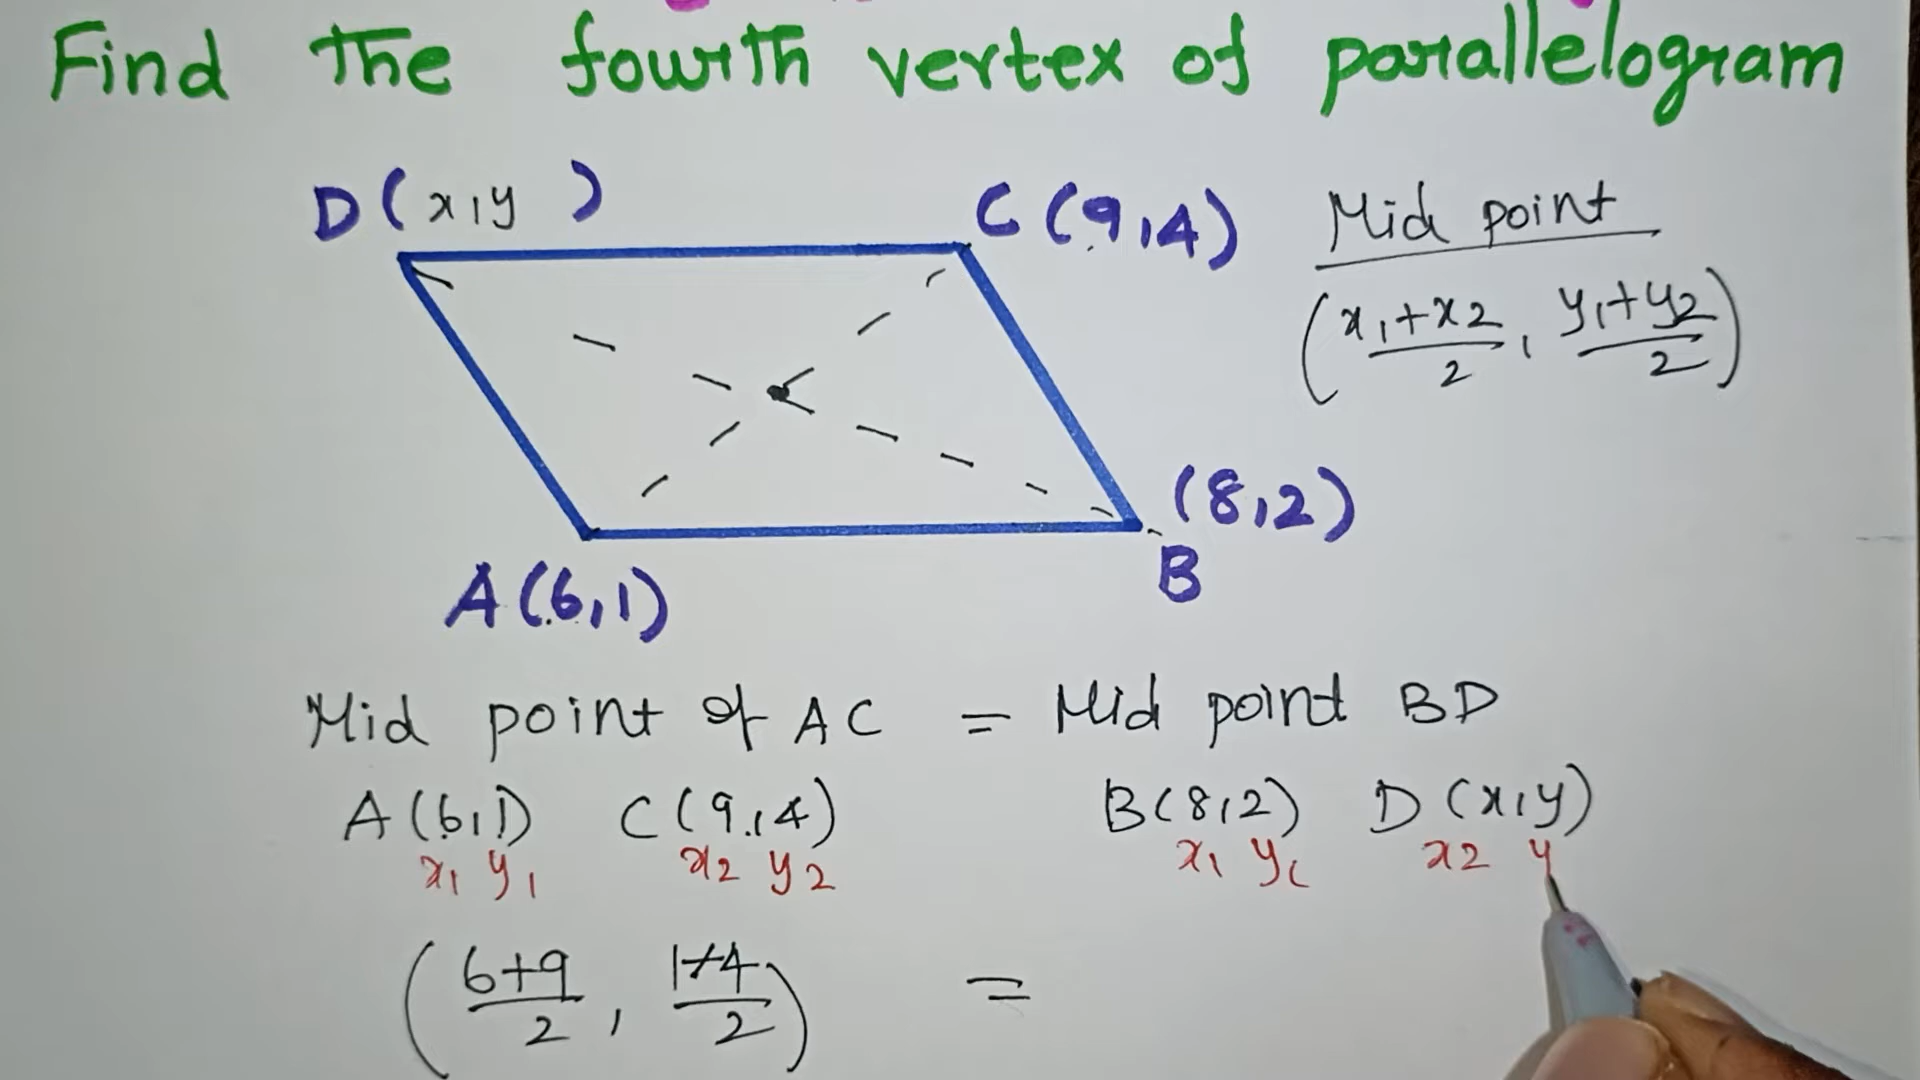 Find the fourth vertex of parallelogram
D(x,y)
C(9,4)
Mid point
(x1+x2/2, y1+y2/2)
(8,2)
B
A(6,1)
Mid point of AC = Mid point BD
A(6,1) C(9,4) B(8,2) D(x,y)
x1 y1 x2 y2 x1 y1 x2 y
(6+9/2, 1+4/2) =